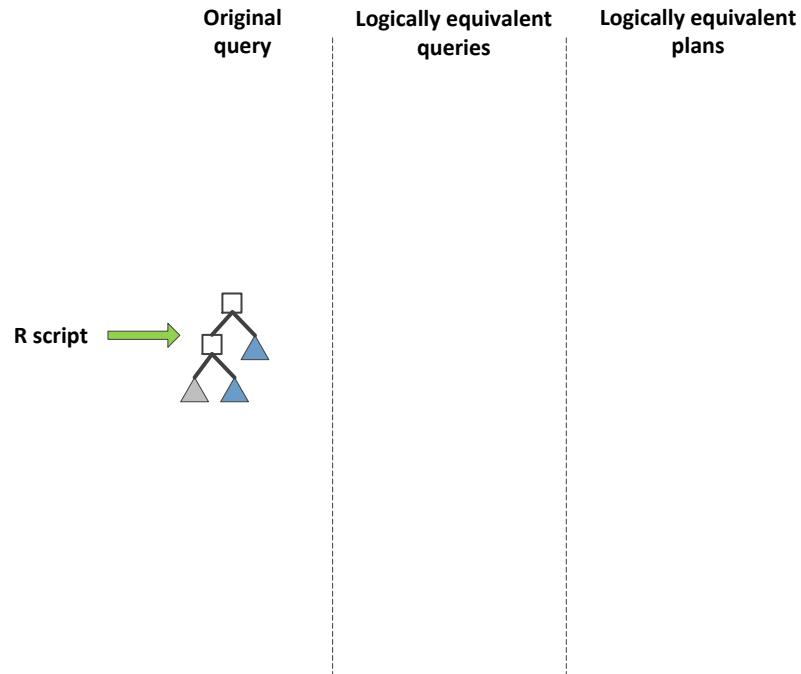 Original
query
Logically equivalent
queries
Logically equivalent
plans
R script